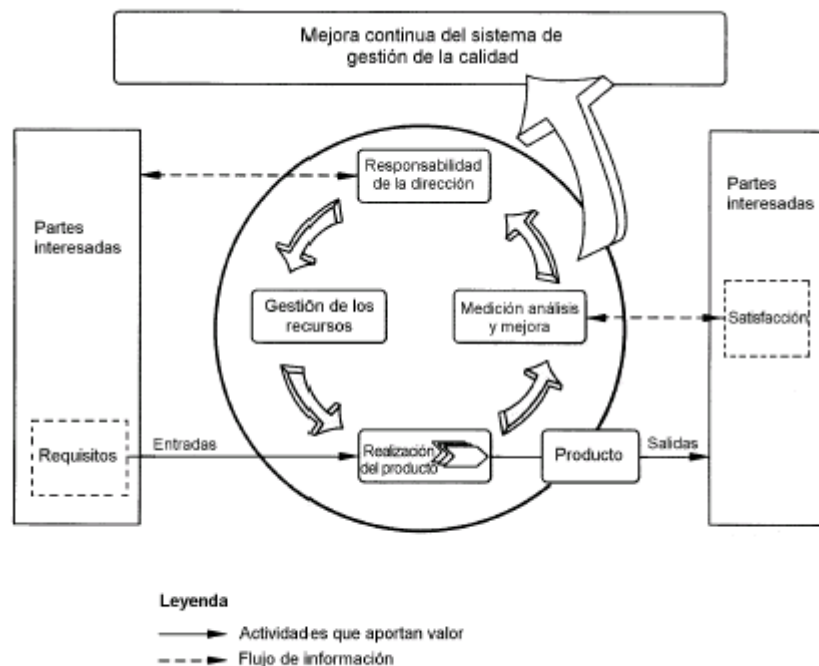 Mejora continua del sistema de
gestión de la calidad
Responsabilidad
de la dirección
Partes
interesadas
Partes
interesadas
Gestión de los
recursos
Medición análisis
y mejora
Satisfacción
Requisitos
Entradas
Realización
del producto
Producto
Salidas
Leyenda
Actividades que aportan valor
Flujo de información